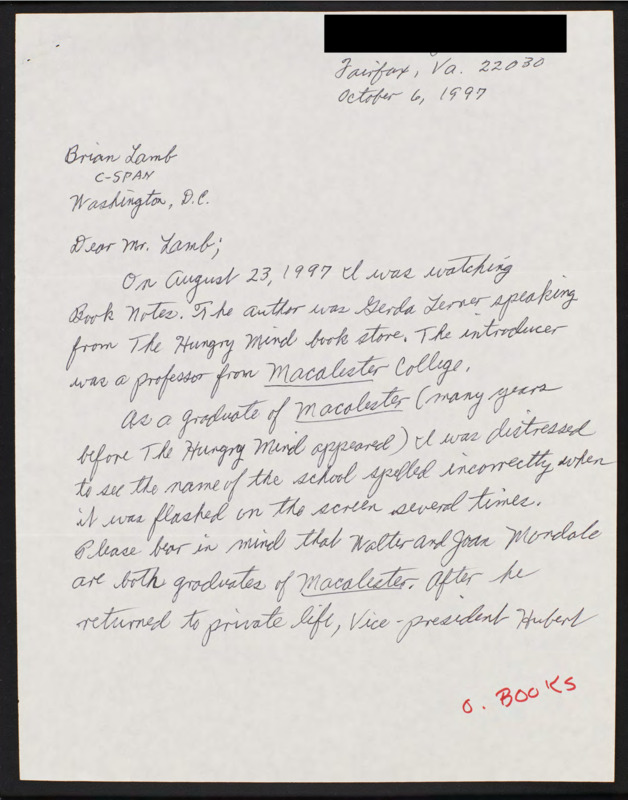 Fairfax, Va. 22030
October 6, 1997
Brian Lamb
C-SPAN
Washington, D.C.
Dear Mr. Lamb;
On August 23, 1997 I was watching
Book Notes. The author was Gerda Lerner speaking
from The Hungry Mind book store. The introducer
was a professor from Macalester College.
As a graduate of Macalester (many years
before The Hungry Mind appeared) I was distressed
to see the name of the school spelled incorrectly when
it was flashed on the screen several times.
Please bear in mind that Walter and Joan Mondale
are both graduates of Macalester. After he
returned to private life, Vice-president Hubert
O. BOOKS